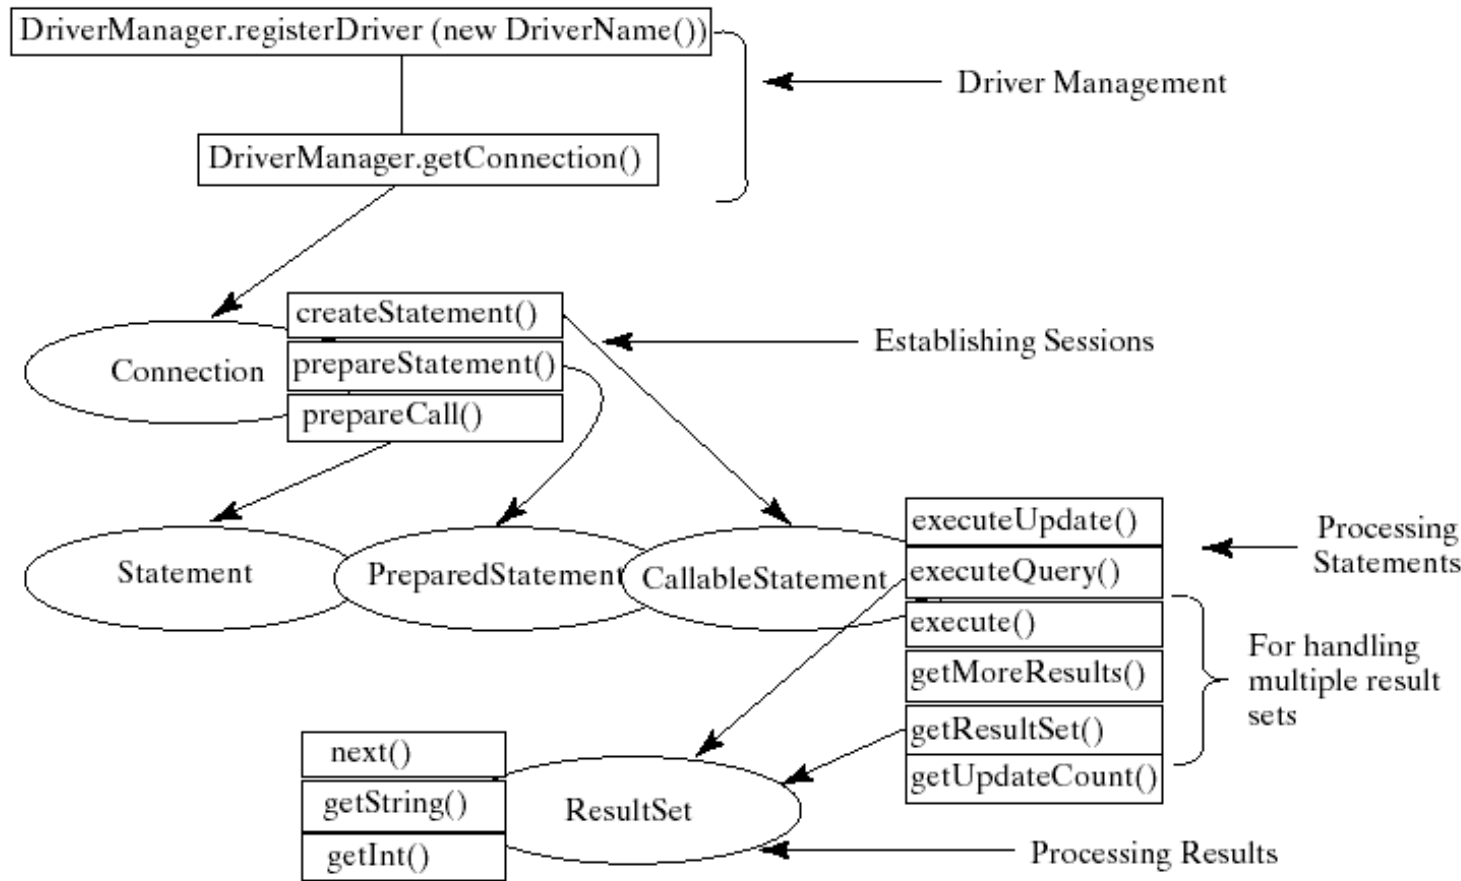 DriverManager.registerDriver (new DriverName())
Driver Management
DriverManager.getConnection()
createStatement()
Establishing Sessions
Connection
prepareStatement()
prepareCall()
executeUpdate()
Processing
Statements
Statement
PreparedStatement
CallableStatement
executeQuery()
execute()
For handling
multiple result
sets
getMoreResults()
getResultSet()
getUpdateCount()
next()
getString()
ResultSet
getInt()
Processing Results